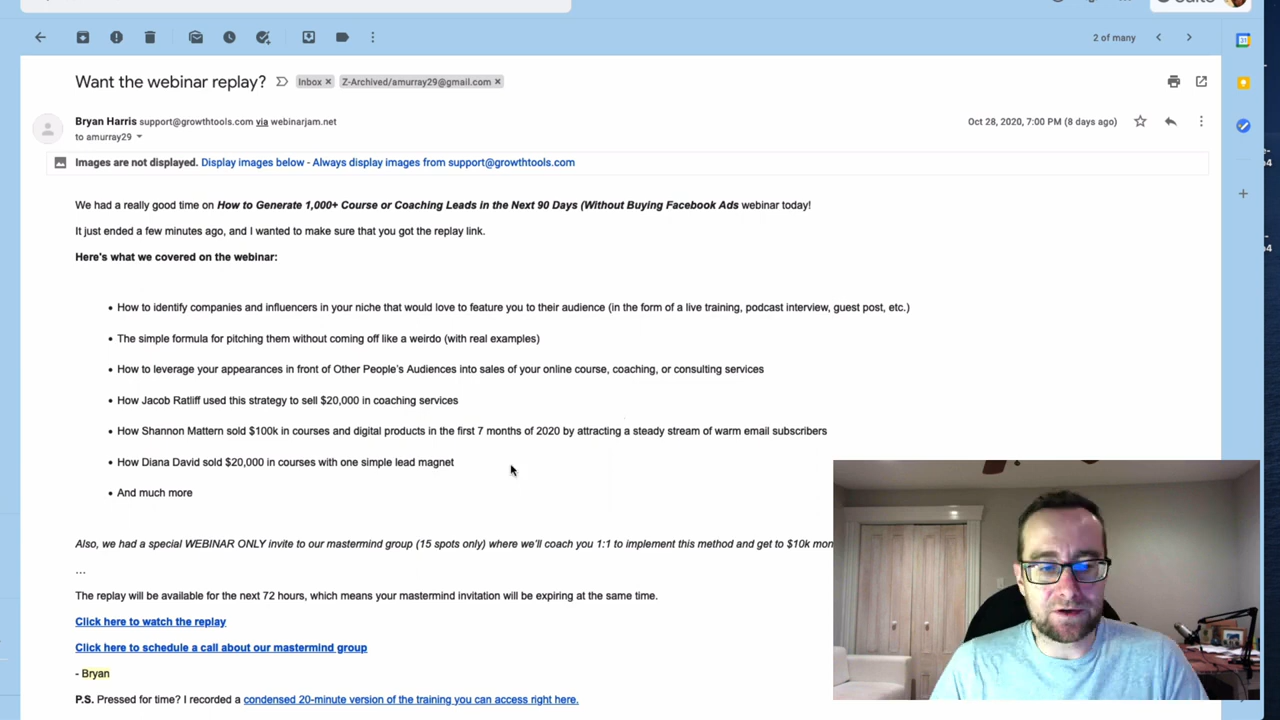 2 of many
Want the webinar replay? Inbox × Z-Archived/amurray29@gmail.com ×
Bryan Harris support@growthtools.com via webinarjam.net Oct 28, 2020, 7:00 PM (8 days ago)
to amurray29
Images are not displayed. Display images below - Always display images from support@growthtools.com
We had a really good time on How to Generate 1,000+ Course or Coaching Leads in the Next 90 Days (Without Buying Facebook Ads webinar today!
It just ended a few minutes ago, and I wanted to make sure that you got the replay link.
Here's what we covered on the webinar:
• How to identify companies and influencers in your niche that would love to feature you to their audience (in the form of a live training, podcast interview, guest post, etc.)
• The simple formula for pitching them without coming off like a weirdo (with real examples)
• How to leverage your appearances in front of Other People's Audiences into sales of your online course, coaching, or consulting services
• How Jacob Ratliff used this strategy to sell $20,000 in coaching services
• How Shannon Mattern sold $100k in courses and digital products in the first 7 months of 2020 by attracting a steady stream of warm email subscribers
• How Diana David sold $20,000 in courses with one simple lead magnet
• And much more
Also, we had a special WEBINAR ONLY invite to our mastermind group (15 spots only) where we'll coach you 1:1 to implement this method and get to $10k mon
...
The replay will be available for the next 72 hours, which means your mastermind invitation will be expiring at the same time.
Click here to watch the replay
Click here to schedule a call about our mastermind group
- Bryan
P.S. Pressed for time? I recorded a condensed 20-minute version of the training you can access right here.